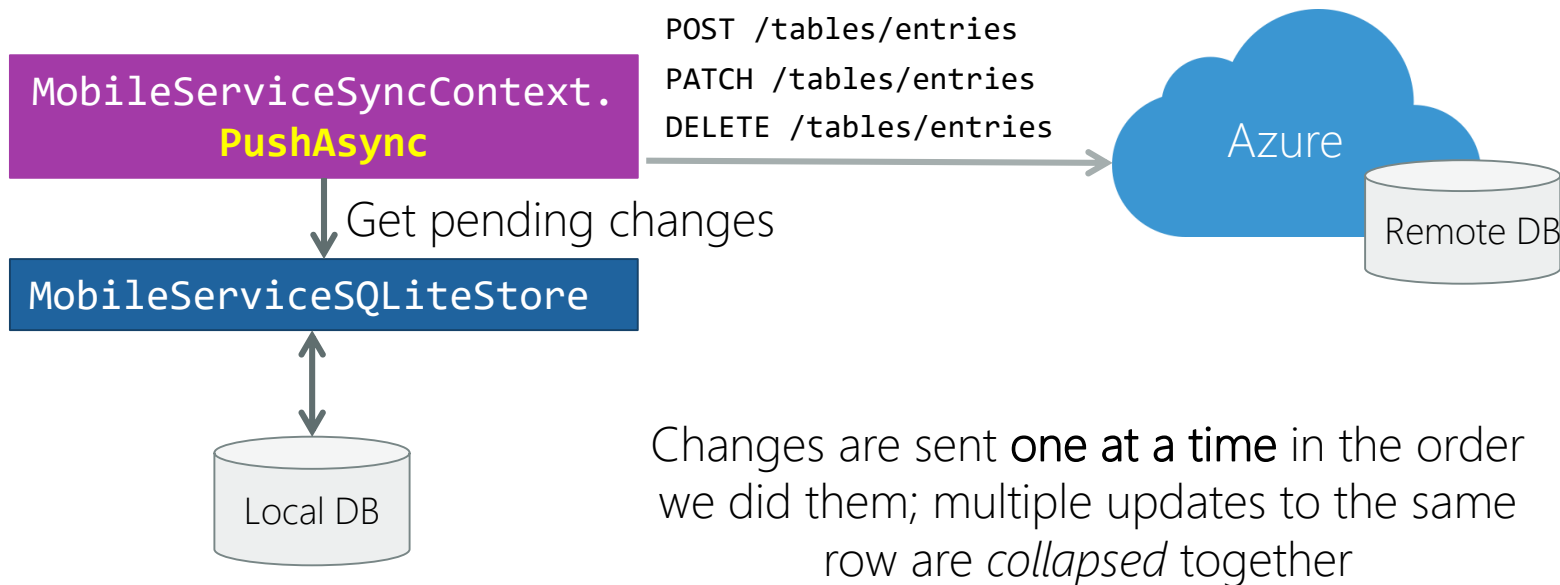 POST /tables/entries
PATCH /tables/entries
DELETE /tables/entries
MobileServiceSyncContext.
PushAsync
Azure
Remote DB
Get pending changes
MobileServiceSQLiteStore
Local DB
Changes are sent one at a time in the order
we did them; multiple updates to the same
row are collapsed together